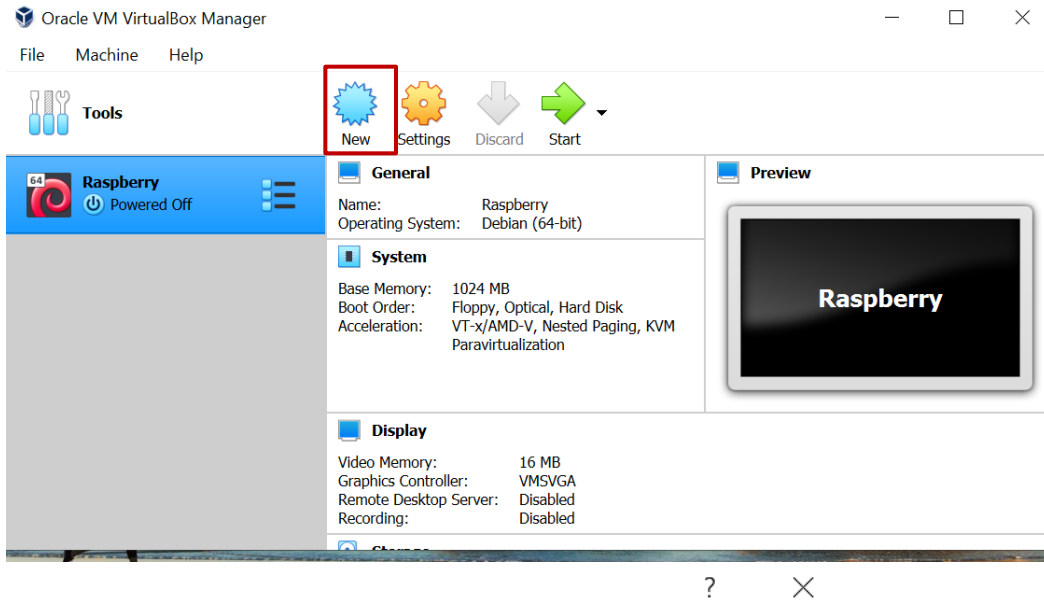 Oracle VM VirtualBox Manager
File Machine Help
Tools
New Settings Discard Start
64
Raspberry
Powered Off
General
Name: Raspberry
Operating System: Debian (64-bit)
System
Base Memory: 1024 MB
Boot Order: Floppy, Optical, Hard Disk
Acceleration: VT-x/AMD-V, Nested Paging, KVM
Paravirtualization
Preview
Raspberry
Display
Video Memory: 16 MB
Graphics Controller: VMSVGA
Remote Desktop Server: Disabled
Recording: Disabled
Storage
?